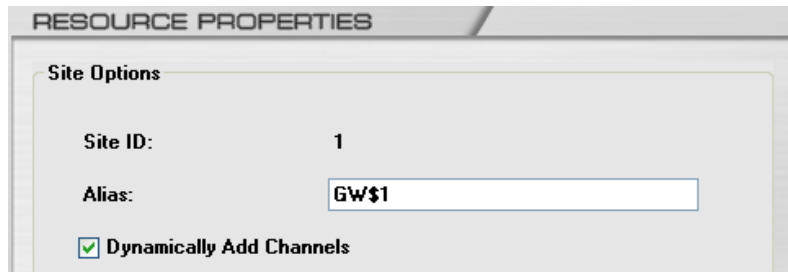 RESOURCE PROPERTIES
Site Options
Site ID: 1
Alias: GW$1
Dynamically Add Channels